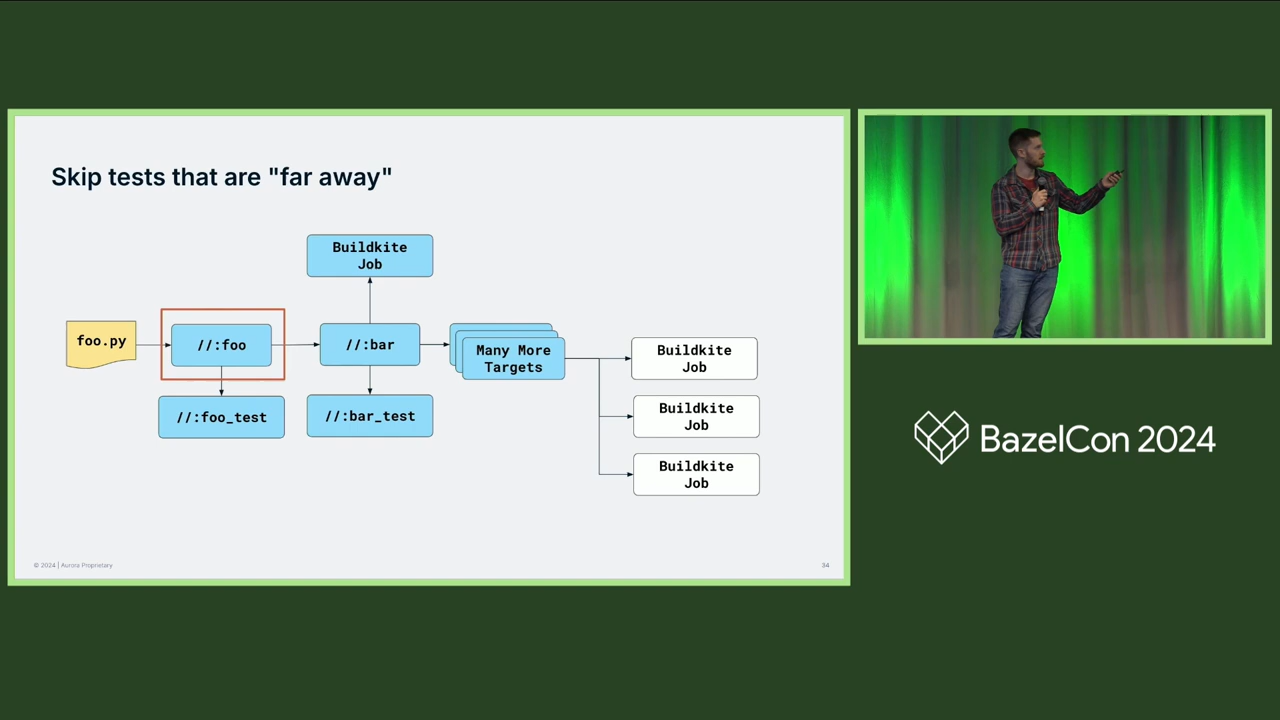 Skip tests that are "far away"
Buildkite
Job
foo.py
//:foo
//:bar
Many More
Targets
Buildkite
Job
//:foo_test
//:bar_test
Buildkite
Job
Buildkite
Job
© 2024 | Aurora Proprietary
34
BazelCon 2024